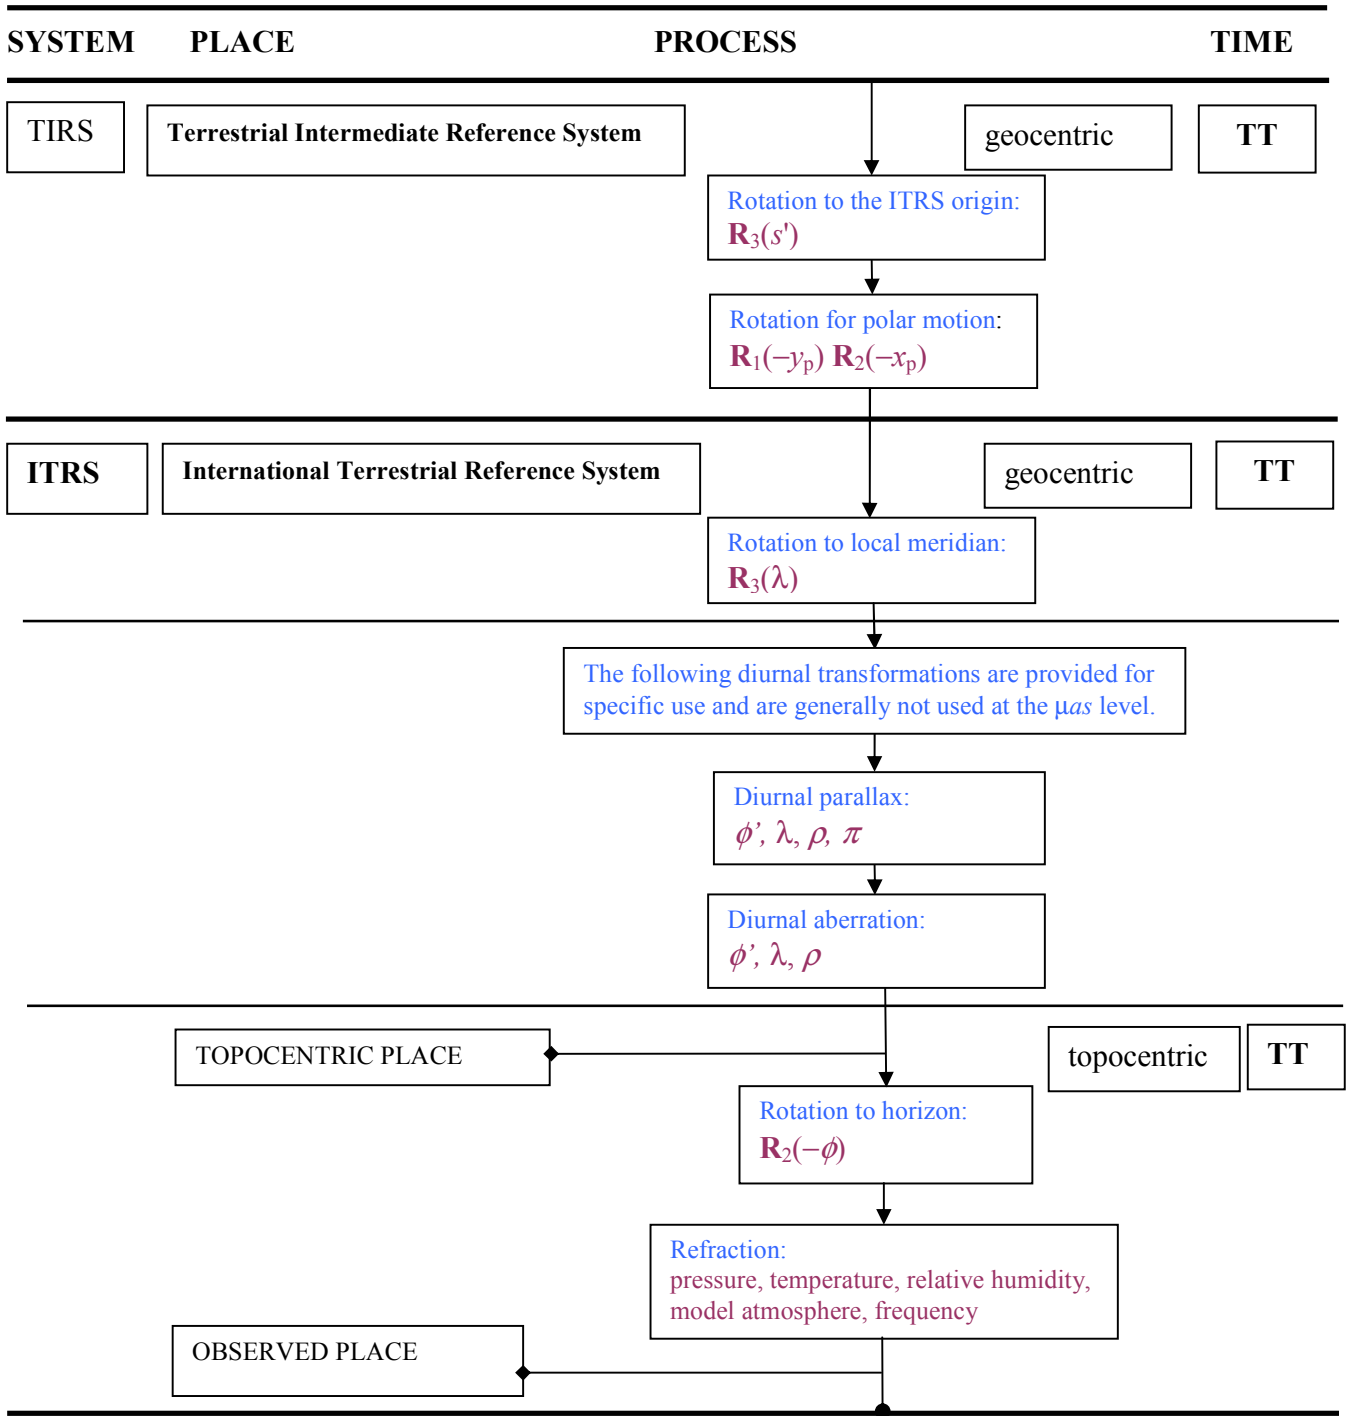 SYSTEM PLACE PROCESS TIME
TIRS Terrestrial Intermediate Reference System geocentric TT
Rotation to the ITRS origin:
R₃(s')
Rotation for polar motion:
R₁(−yₚ) R₂(−xₚ)
ITRS International Terrestrial Reference System geocentric TT
Rotation to local meridian:
R₃(λ)
The following diurnal transformations are provided for
specific use and are generally not used at the μas level.
Diurnal parallax:
ϕ’, λ, ρ, π
Diurnal aberration:
ϕ’, λ, ρ
TOPOCENTRIC PLACE topocentric TT
Rotation to horizon:
R₂(−ϕ)
Refraction:
pressure, temperature, relative humidity,
model atmosphere, frequency
OBSERVED PLACE